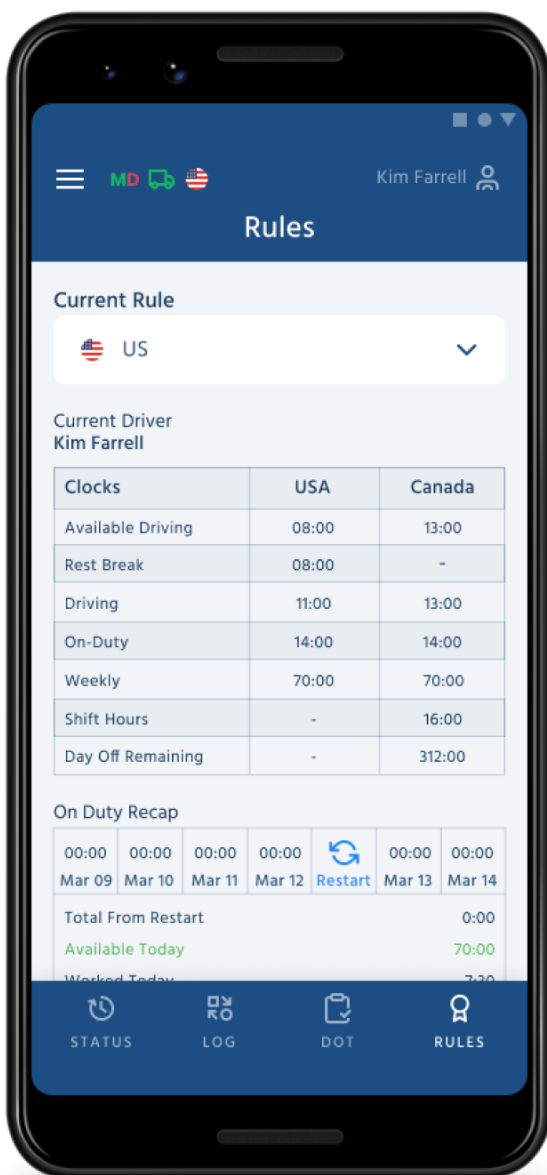 MD
Kim Farrell
Rules
Current Rule
US
Current Driver
Kim Farrell
Clocks USA Canada
Available Driving 08:00 13:00
Rest Break 08:00 -
Driving 11:00 13:00
On-Duty 14:00 14:00
Weekly 70:00 70:00
Shift Hours - 16:00
Day Off Remaining - 312:00
On Duty Recap
00:00 00:00 00:00 00:00 00:00 00:00
Mar 09 Mar 10 Mar 11 Mar 12 Restart Mar 13 Mar 14
Total From Restart 0:00
Available Today 70:00
Worked Today 7:30
STATUS LOG DOT RULES